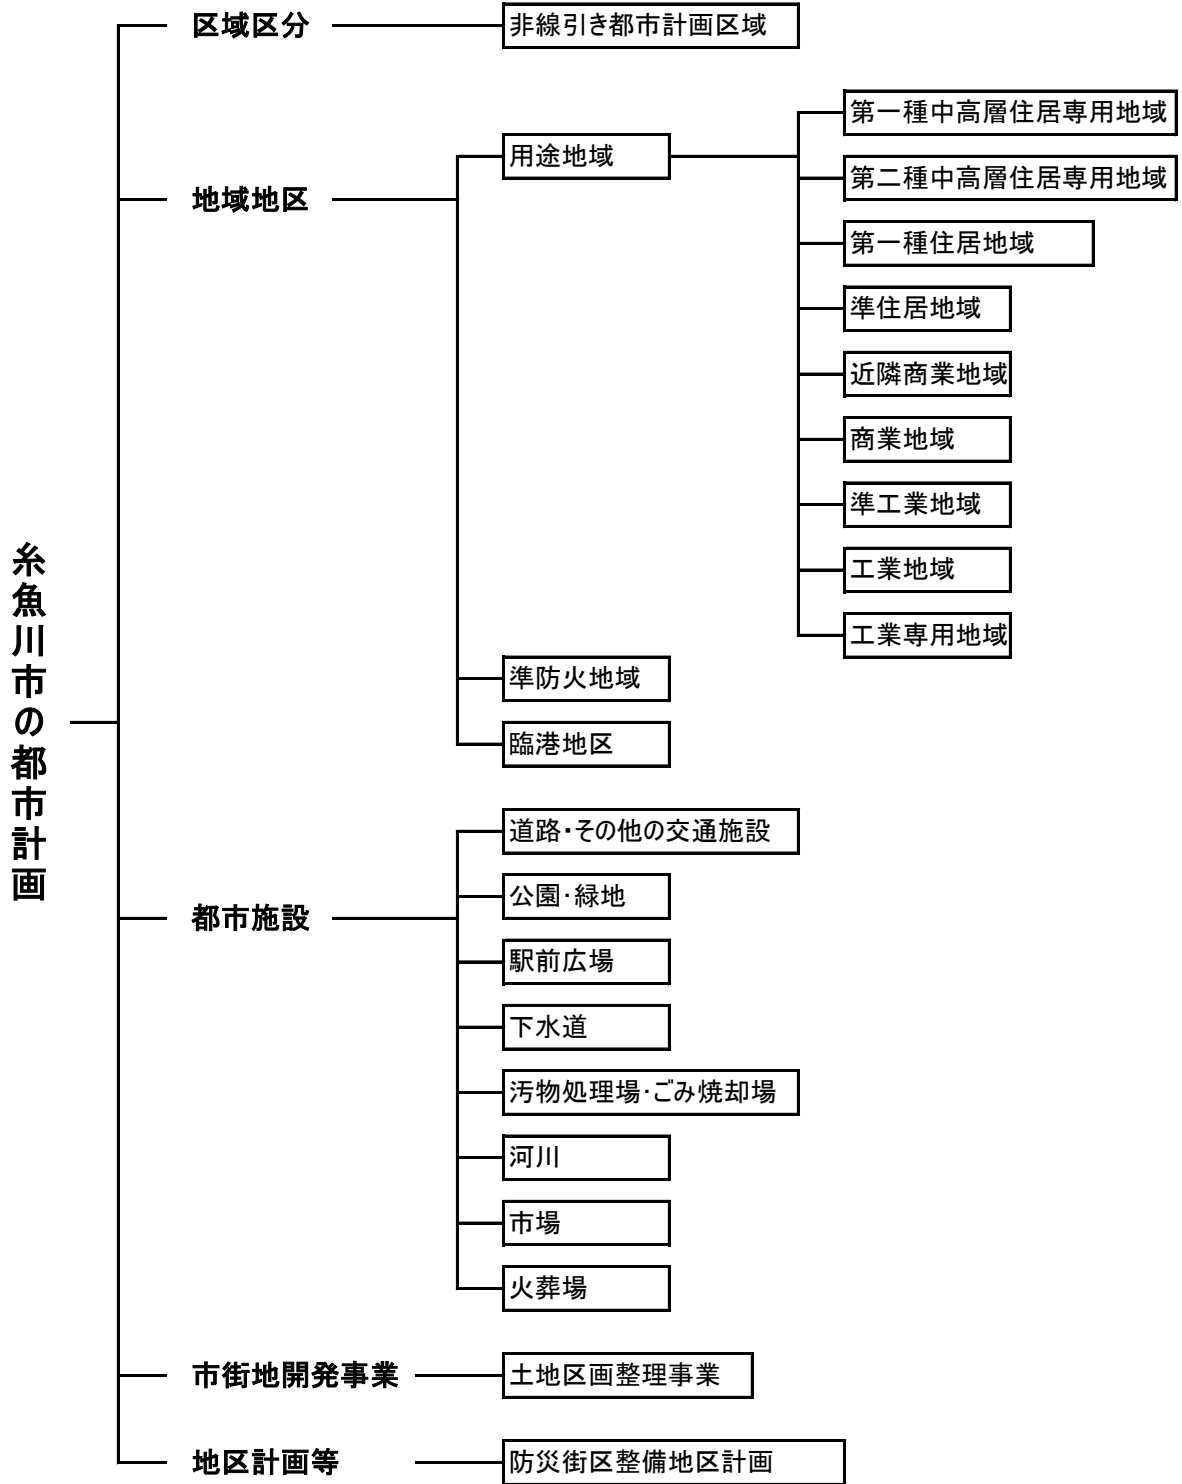 糸魚川市の都市計画
区域区分
非線引き都市計画区域
地域地区
用途地域
第一種中高層住居専用地域
第二種中高層住居専用地域
第一種住居地域
準住居地域
近隣商業地域
商業地域
準工業地域
工業地域
工業専用地域
準防火地域
臨港地区
都市施設
道路・その他の交通施設
公園・緑地
駅前広場
下水道
汚物処理場・ごみ焼却場
河川
市場
火葬場
市街地開発事業
土地区画整理事業
地区計画等
防災街区整備地区計画